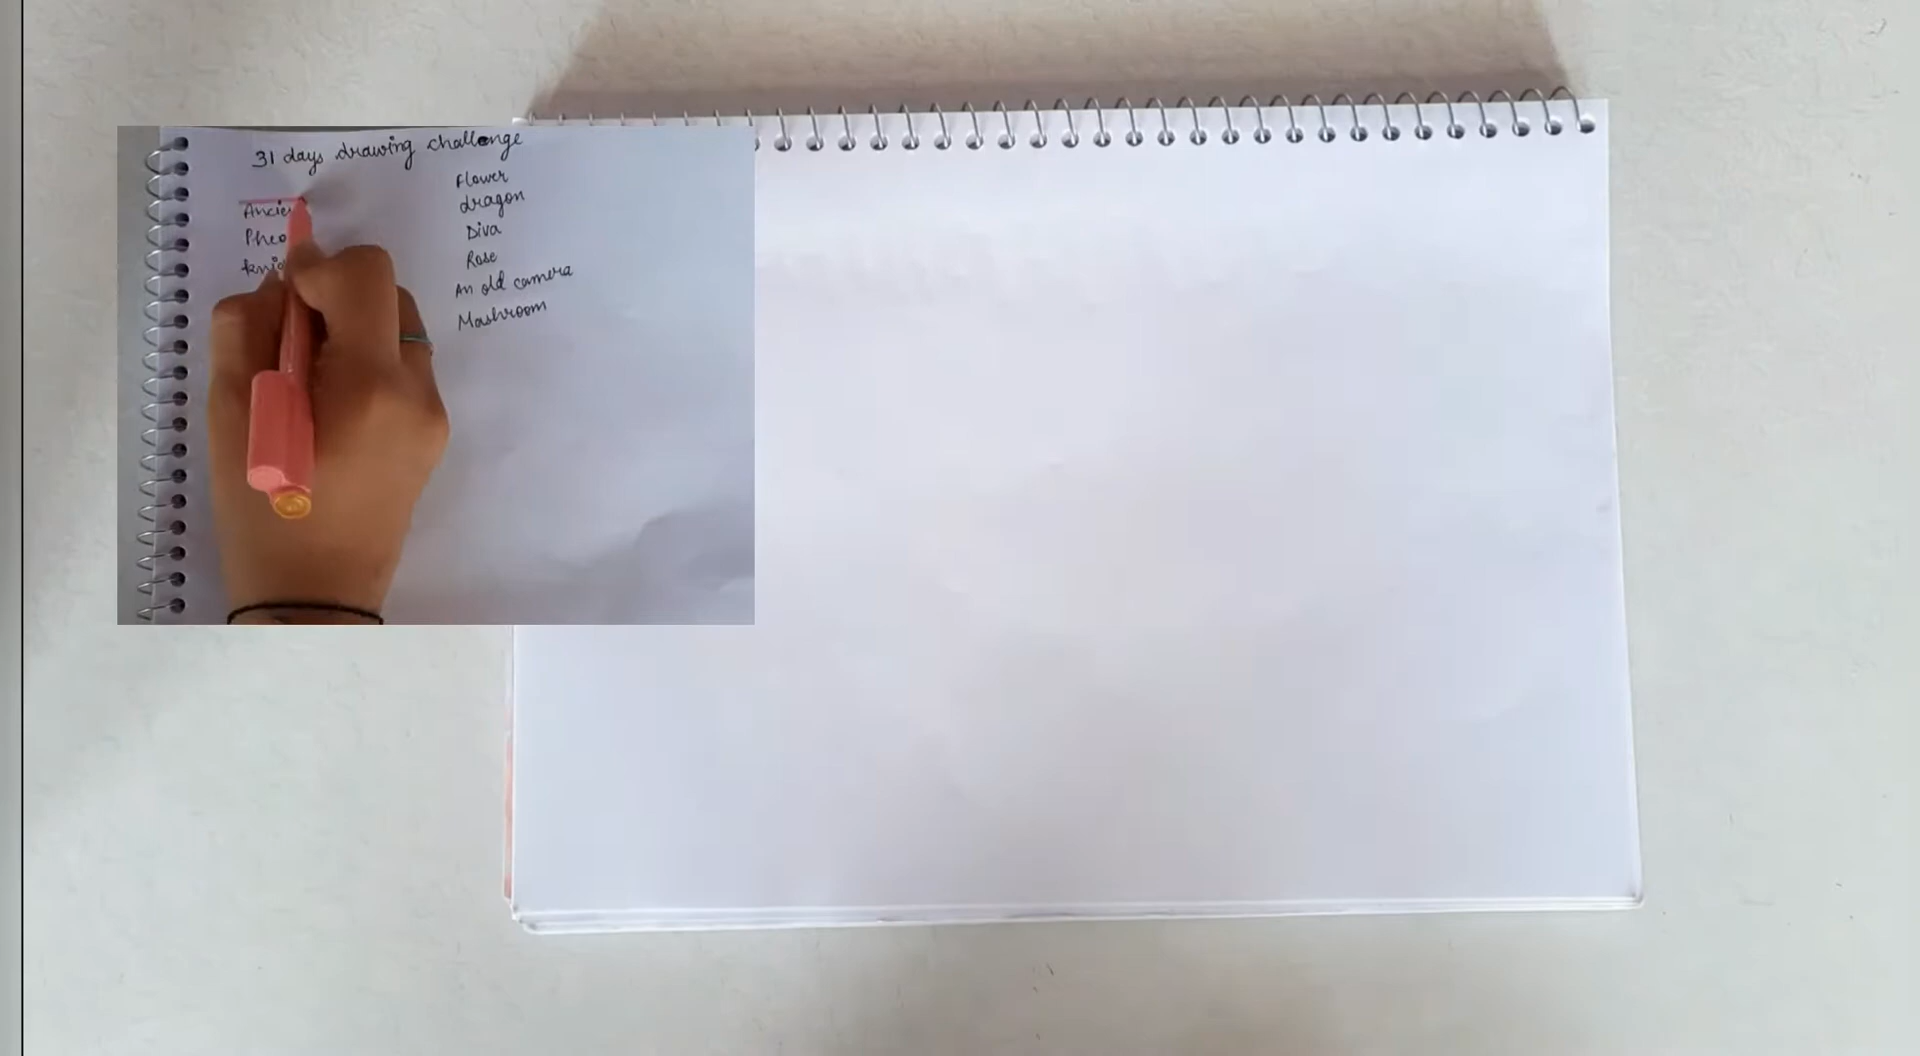 31 days drawing challenge
Flower
dragon
Diva
Rose
An old camera
Mashroom